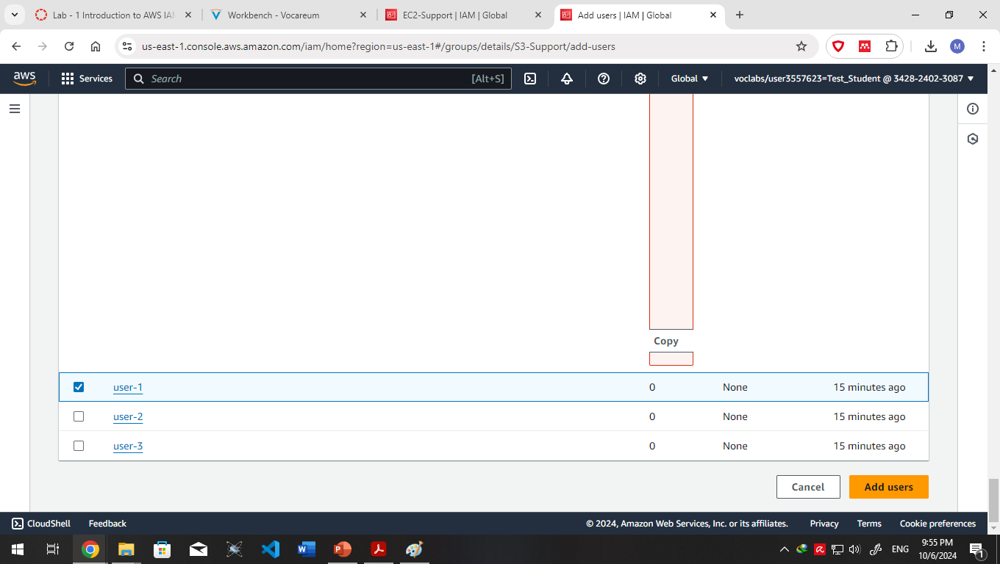 Lab - 1 Introduction to AWS IAM
Workbench - Vocareum
EC2-Support | IAM | Global
Add users | IAM | Global
us-east-1.console.aws.amazon.com/iam/home?region=us-east-1#/groups/details/S3-Support/add-users
M
aws
Services
Search
[Alt+S]
Global
voclabs/user3557623=Test_Student @ 3428-2402-3087
Copy
user-1 0 None 15 minutes ago
user-2 0 None 15 minutes ago
user-3 0 None 15 minutes ago
Cancel
Add users
CloudShell
Feedback
© 2024, Amazon Web Services, Inc. or its affiliates.
Privacy
Terms
Cookie preferences
ENG
9:55 PM
10/6/2024
1